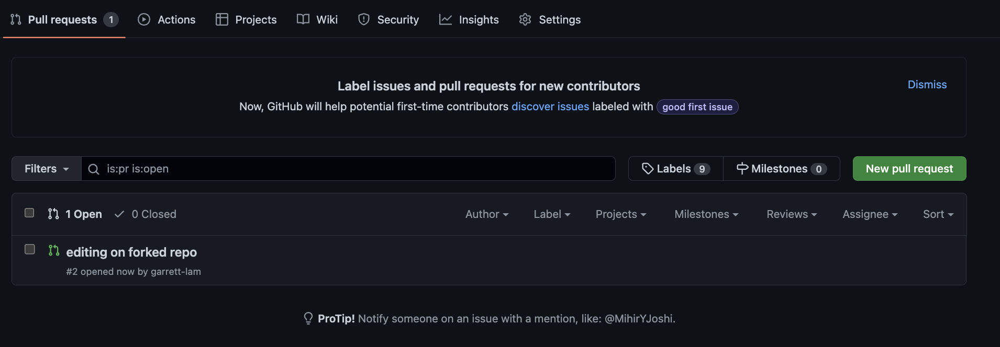 Pull requests 1 Actions Projects Wiki Security Insights Settings
Label issues and pull requests for new contributors
Dismiss
Now, GitHub will help potential first-time contributors discover issues labeled with good first issue
Filters is:pr is:open Labels 9 Milestones 0 New pull request
1 Open 0 Closed Author Label Projects Milestones Reviews Assignee Sort
editing on forked repo
#2 opened now by garrett-lam
ProTip! Notify someone on an issue with a mention, like: @MihirYJoshi.